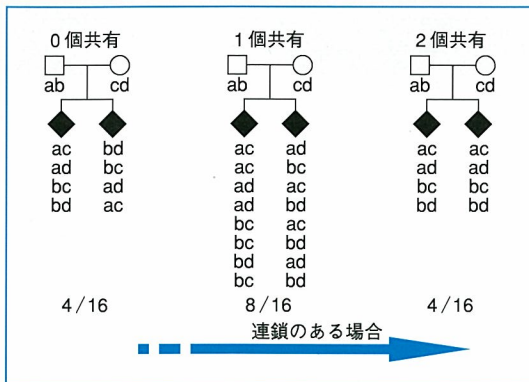 0個共有
ab cd
ac bd
ad bc
bc ad
bd ac
4/16
1個共有
ab cd
ac ad
ac bc
ad ac
ad bd
bc ac
bc bd
bd ad
bc bd
8/16
2個共有
ab cd
ac ac
ad ad
bc bc
bd bd
4/16
連鎖のある場合